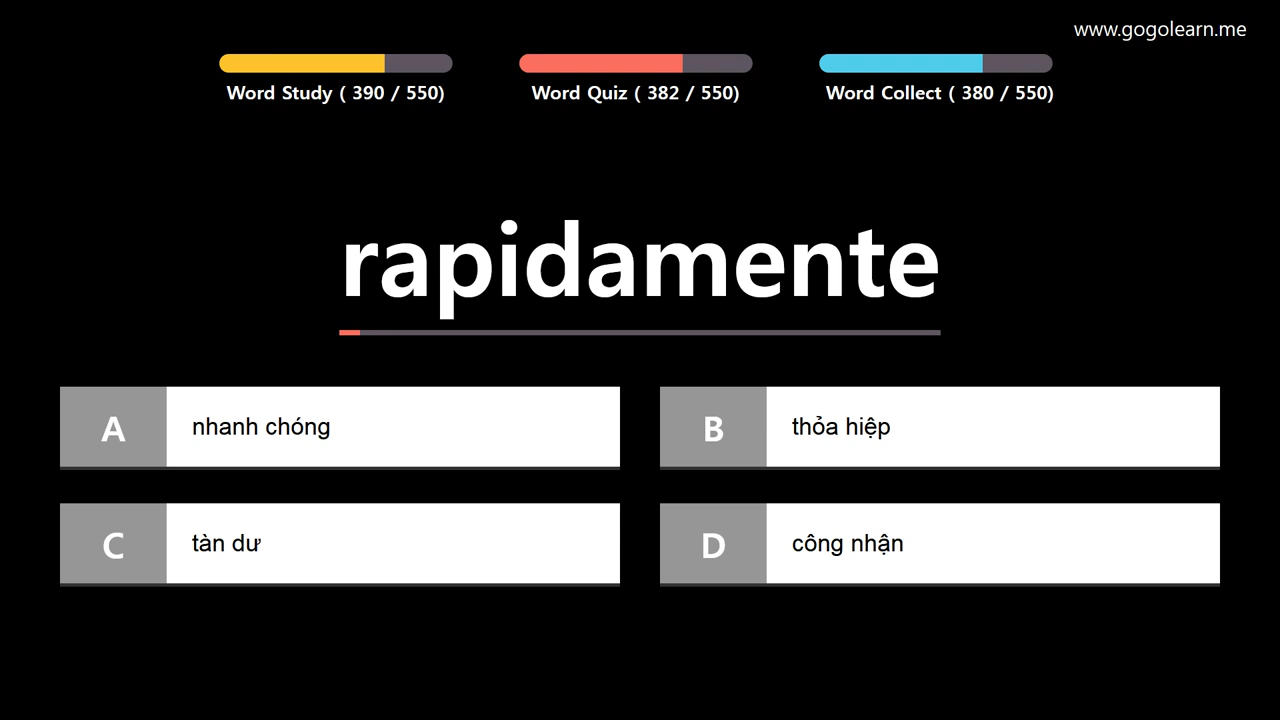 www.gogolearn.me
Word Study ( 390 / 550)
Word Quiz ( 382 / 550)
Word Collect ( 380 / 550)
rapidamente
A nhanh chóng
B thỏa hiệp
C tàn dư
D công nhận